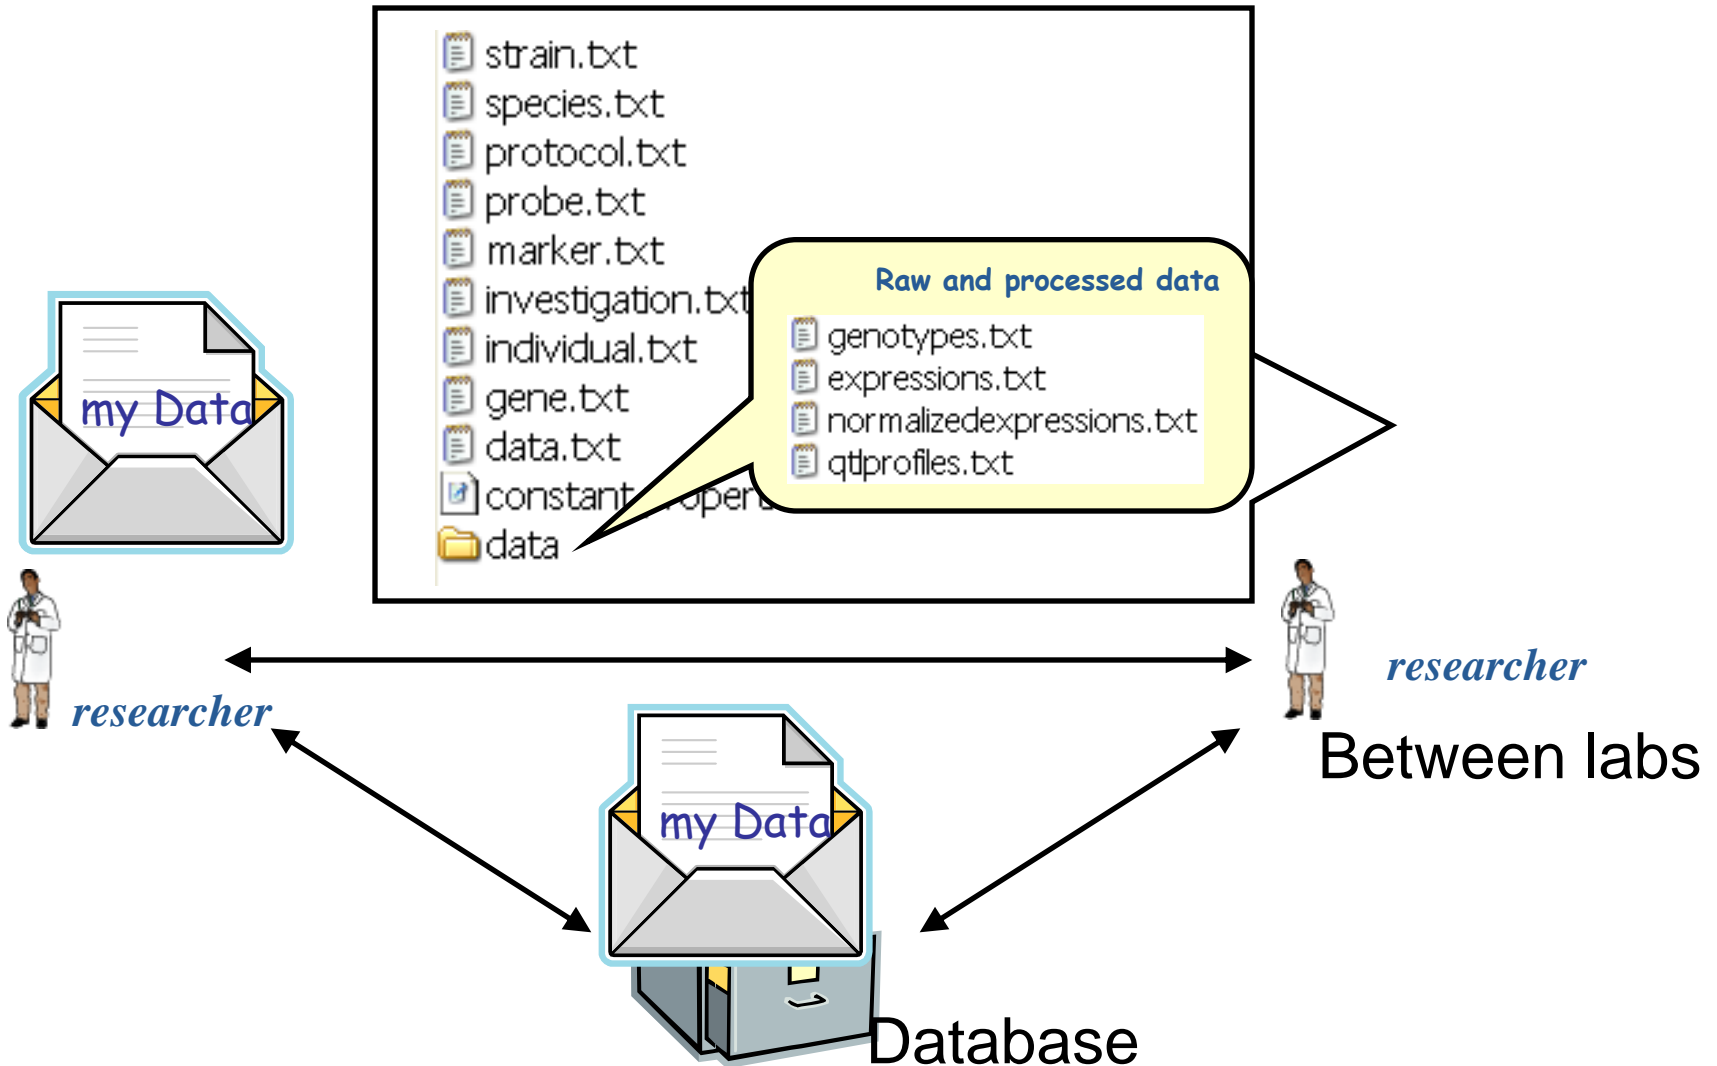 strain.txt
species.txt
protocol.txt
probe.txt
marker.txt
investigation.txt
individual.txt
gene.txt
data.txt
constant
data
Raw and processed data
genotypes.txt
expressions.txt
normalizedexpressions.txt
qtlprofiles.txt
my Data
researcher
researcher
Between labs
my Data
Database